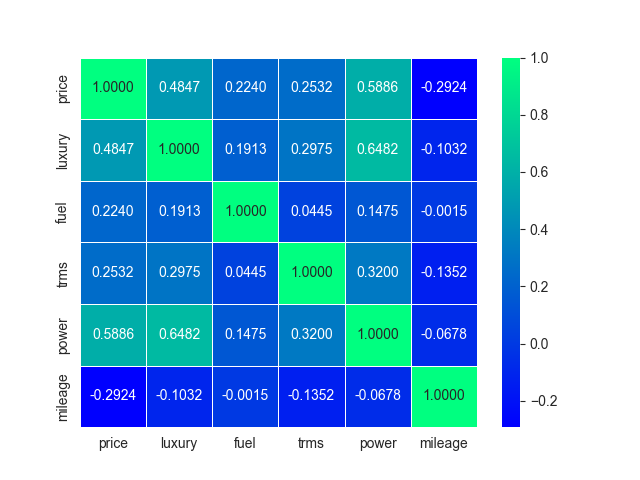 price 1.0000 0.4847 0.2240 0.2532 0.5886 -0.2924
luxury 0.4847 1.0000 0.1913 0.2975 0.6482 -0.1032
fuel 0.2240 0.1913 1.0000 0.0445 0.1475 -0.0015
trms 0.2532 0.2975 0.0445 1.0000 0.3200 -0.1352
power 0.5886 0.6482 0.1475 0.3200 1.0000 -0.0678
mileage -0.2924 -0.1032 -0.0015 -0.1352 -0.0678 1.0000
price luxury fuel trms power mileage
1.0
0.8
0.6
0.4
0.2
0.0
−0.2